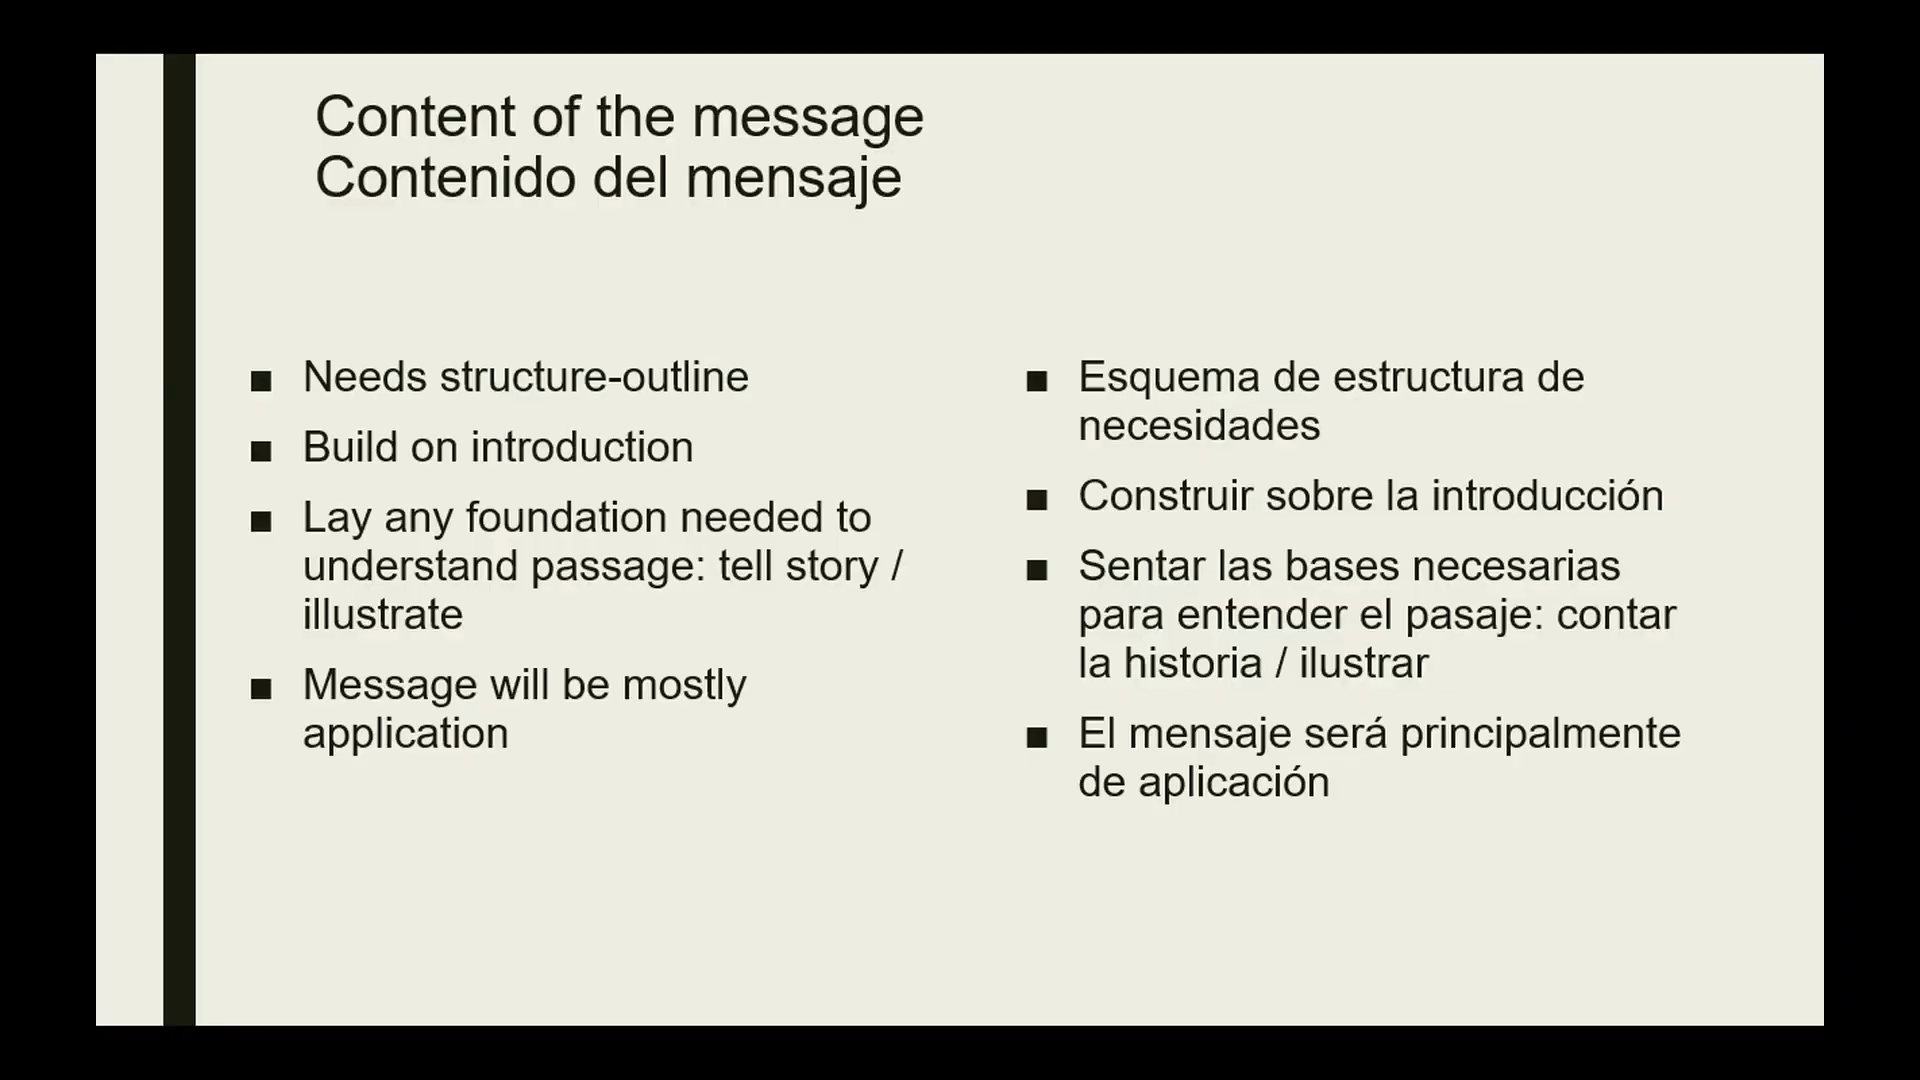 Content of the message
Contenido del mensaje
■ Needs structure-outline
■ Build on introduction
■ Lay any foundation needed to
understand passage: tell story /
illustrate
■ Message will be mostly
application
■ Esquema de estructura de
necesidades
■ Construir sobre la introducción
■ Sentar las bases necesarias
para entender el pasaje: contar
la historia / ilustrar
■ El mensaje será principalmente
de aplicación